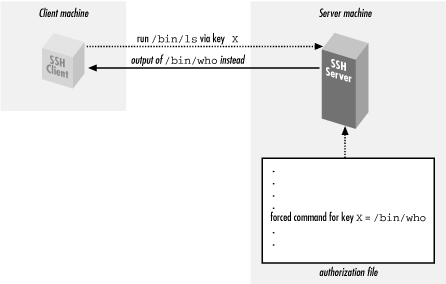 Client machine
Server machine
run /bin/ls via key X
output of /bin/who instead
SSH
Client
SSH
Server
.
.
.
.
forced command for key X = /bin/who
.
.
authorization file